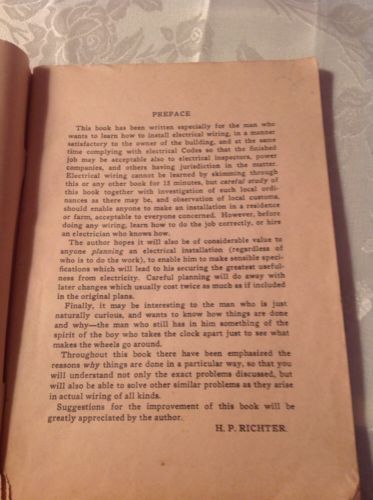 PREFACE
This book has been written especially for the man who
wants to learn how to install electrical wiring, in a manner
satisfactory to the owner of the building, and at the same
time complying with electrical Codes so that the finished
job may be acceptable also to electrical inspectors, power
companies, and others having jurisdiction in the matter.
Electrical wiring cannot be learned by skimming through
this or any other book for 15 minutes, but careful study of
this book together with investigation of such local ordi-
nances as there may be, and observation of local customs,
should enable anyone to make an installation in a residence
or farm, acceptable to everyone concerned. However, before
doing any wiring, learn how to do the job correctly, or hire
an electrician who knows how.
The author hopes it will also be of considerable value to
anyone planning an electrical installation (regardless of
who is to do the work), to enable him to make sensible speci-
fications which will lead to his securing the greatest useful-
ness from electricity. Careful planning will do away with
later changes which usually cost twice as much as if included
in the original plans.
Finally, it may be interesting to the man who is just
naturally curious, and wants to know how things are done
and why—the man who still has in him something of the
spirit of the boy who takes the clock apart just to see what
makes the wheels go around.
Throughout this book there have been emphasized the
reasons why things are done in a particular way, so that you
will understand not only the exact problems discussed, but
will also be able to solve other similar problems as they arise
in actual wiring of all kinds.
Suggestions for the improvement of this book will be
greatly appreciated by the author.
H. P. RICHTER.